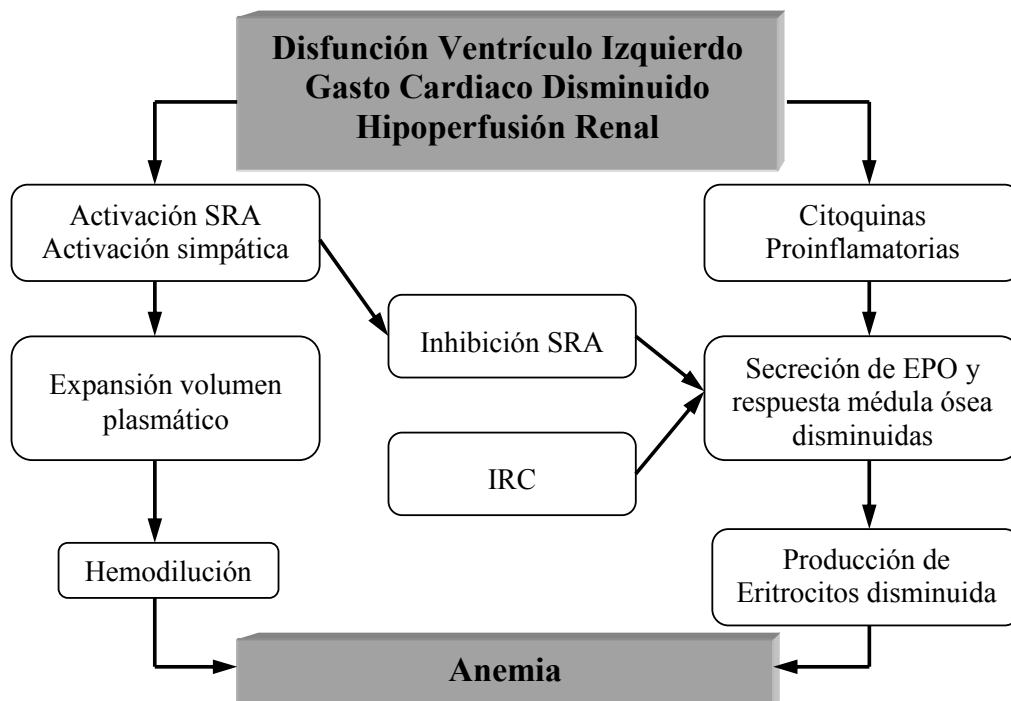 Disfunción Ventrículo Izquierdo
Gasto Cardiaco Disminuido
Hipoperfusión Renal
Activación SRA
Activación simpática
Citoquinas
Proinflamatorias
Inhibición SRA
Expansión volumen
plasmático
Secreción de EPO y
respuesta médula ósea
disminuidas
IRC
Hemodilución
Producción de
Eritrocitos disminuida
Anemia